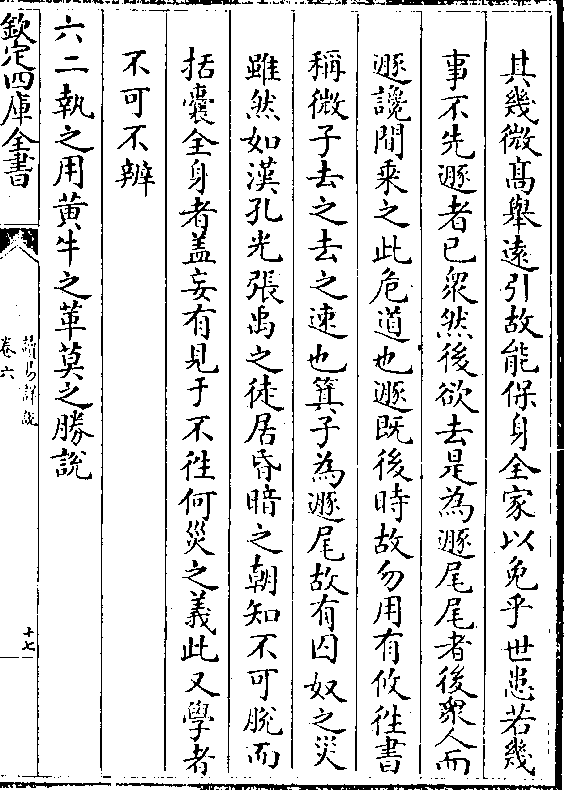 其幾微髙舉逺引故能保身全家以免乎世患若幾
事不先遯者已衆然後欲去是為遯尾尾者後衆人而
遯讒間乘之此危道也遯既後時故勿用有攸往書
稱微子去之去之速也箕子為遯尾故有囚奴之災
雖然如漢孔光張禹之徒居昏暗之朝知不可脫而
括囊全身者盖妄有見于不往何災之義此又學者
不可不辨
六二執之用黄牛之革莫之勝說
欽定四庫全書
讀易詳說
卷六
十七